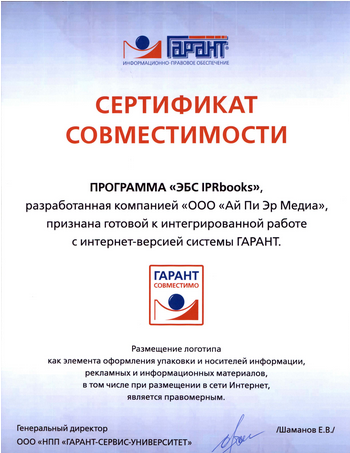 ГАРАНТ®
ИНФОРМАЦИОННО-ПРАВОВОЕ ОБЕСПЕЧЕНИЕ
СЕРТИФИКАТ
СОВМЕСТИМОСТИ
ПРОГРАММА «ЭБС IPRbooks»,
разработанная компанией «ООО «Ай Пи Эр Медиа»,
признана готовой к интегрированной работе
с интернет-версией системы ГАРАНТ.
ГАРАНТ
СОВМЕСТИМО
Размещение логотипа
как элемента оформления упаковки и носителей информации,
рекламных и информационных материалов,
в том числе при размещении в сети Интернет,
является правомерным.
Генеральный директор
ООО «НПП «ГАРАНТ-СЕРВИС-УНИВЕРСИТЕТ»
/Шаманов Е.В./